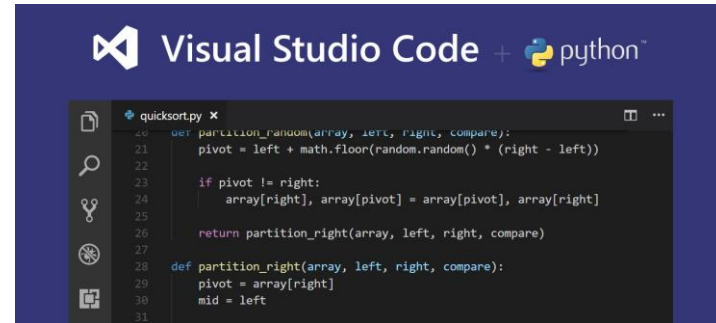 Visual Studio Code + python™
quicksort.py ×
20 def partition_random(array, left, right, compare):
21 pivot = left + math.floor(random.random() * (right - left))
22
23 if pivot != right:
24 array[right], array[pivot] = array[pivot], array[right]
25
26 return partition_right(array, left, right, compare)
27
28 def partition_right(array, left, right, compare):
29 pivot = array[right]
30 mid = left
31